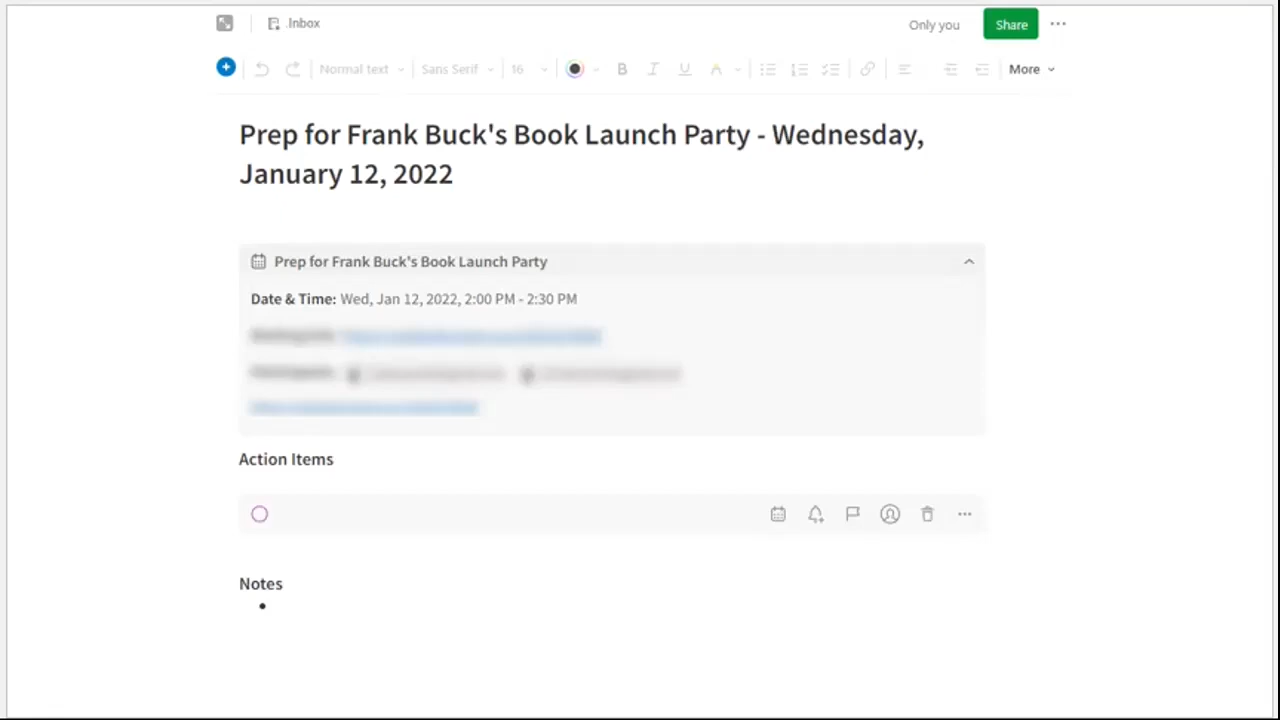 .Inbox
Only you
Share
Normal text
Sans Serif
16
B
I
U
A
More
Prep for Frank Buck's Book Launch Party - Wednesday,
January 12, 2022
Prep for Frank Buck's Book Launch Party
Date & Time: Wed, Jan 12, 2022, 2:00 PM - 2:30 PM
Action Items
Notes